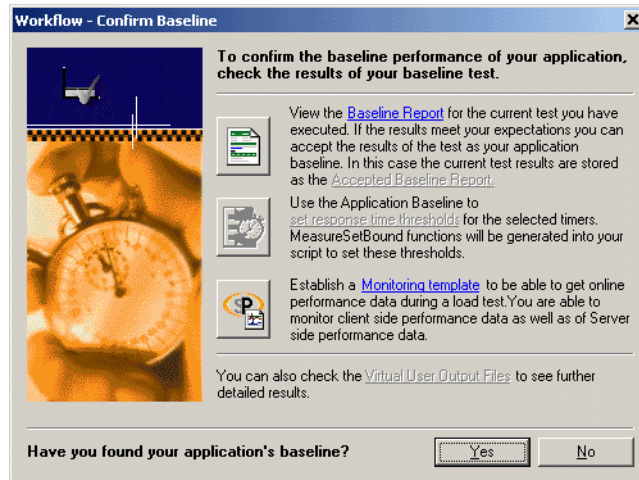 Workflow - Confirm Baseline
To confirm the baseline performance of your application,
check the results of your baseline test.
View the Baseline Report for the current test you have
executed. If the results meet your expectations you can
accept the results of the test as your application
baseline. In this case the current test results are stored
as the Accepted Baseline Report.
Use the Application Baseline to
set response time thresholds for the selected timers.
MeasureSetBound functions will be generated into your
script to set these thresholds.
Establish a Monitoring template to be able to get online
performance data during a load test.You are able to
monitor client side performance data as well as of Server
side performance data.
You can also check the Virtual User Output Files to see further
detailed results.
Have you found your application's baseline?
Yes
No